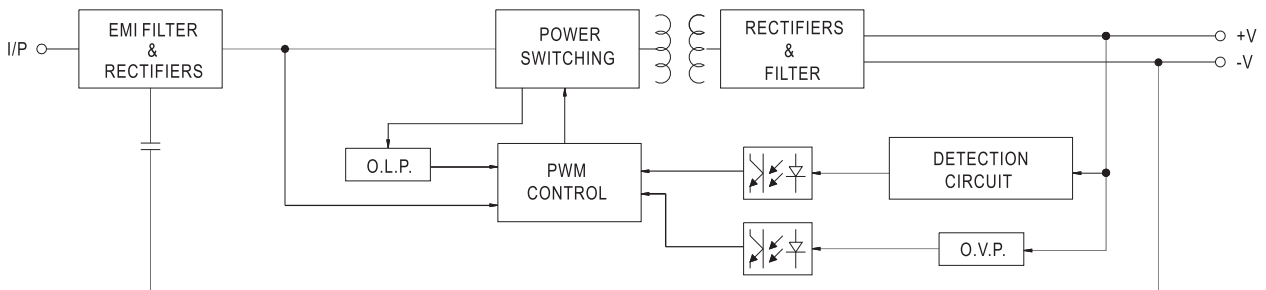 I/P
EMI FILTER
&
RECTIFIERS
POWER
SWITCHING
RECTIFIERS
&
FILTER
+V
-V
O.L.P.
PWM
CONTROL
DETECTION
CIRCUIT
O.V.P.